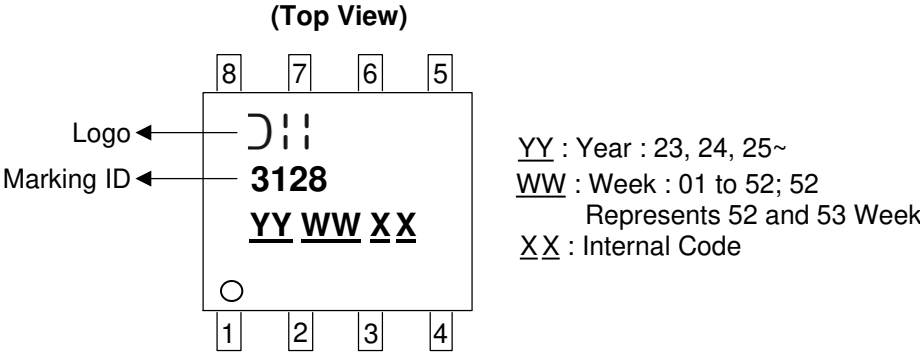 (Top View)
8 7 6 5
Logo
Marking ID
3128
YY WW X X
1 2 3 4
YY : Year : 23, 24, 25~
WW : Week : 01 to 52; 52
Represents 52 and 53 Week
X X : Internal Code